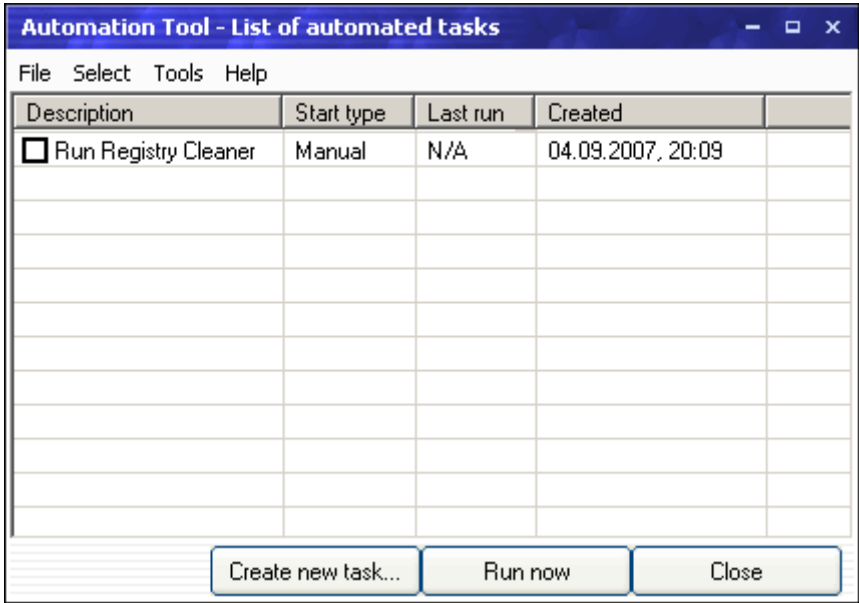 Automation Tool - List of automated tasks
File Select Tools Help
Description Start type Last run Created
Run Registry Cleaner Manual N/A 04.09.2007, 20:09
Create new task... Run now Close